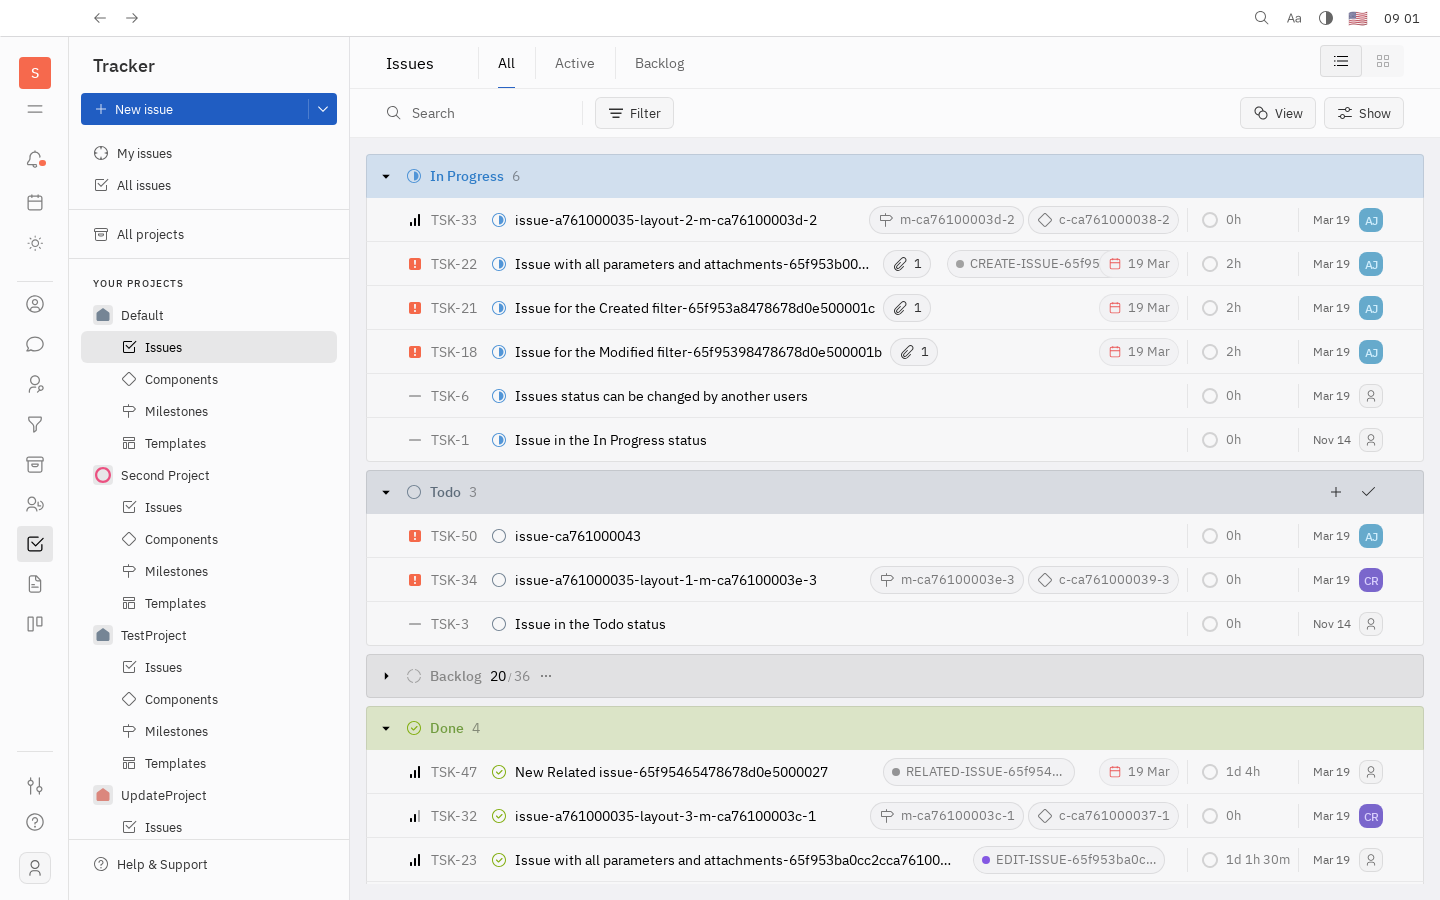 Aa 09 01
S
Tracker
New issue
My issues
All issues
All projects
YOUR PROJECTS
Default
Issues
Components
Milestones
Templates
Second Project
Issues
Components
Milestones
Templates
TestProject
Issues
Components
Milestones
Templates
UpdateProject
Issues
Help & Support
Issues All Active Backlog
Search Filter View Show
In Progress 6
TSK-33 issue-a761000035-layout-2-m-ca76100003d-2 m-ca76100003d-2 c-ca761000038-2 0h Mar 19 AJ
TSK-22 Issue with all parameters and attachments-65f953b00... 1 CREATE-ISSUE-65f95 19 Mar 2h Mar 19 AJ
TSK-21 Issue for the Created filter-65f953a8478678d0e500001c 1 19 Mar 2h Mar 19 AJ
TSK-18 Issue for the Modified filter-65f95398478678d0e500001b 1 19 Mar 2h Mar 19 AJ
TSK-6 Issues status can be changed by another users 0h Mar 19
TSK-1 Issue in the In Progress status 0h Nov 14
Todo 3
TSK-50 issue-ca761000043 0h Mar 19 AJ
TSK-34 issue-a761000035-layout-1-m-ca76100003e-3 m-ca76100003e-3 c-ca761000039-3 0h Mar 19 CR
TSK-3 Issue in the Todo status 0h Nov 14
Backlog 20/36 ...
Done 4
TSK-47 New Related issue-65f95465478678d0e5000027 RELATED-ISSUE-65f954... 19 Mar 1d 4h Mar 19
TSK-32 issue-a761000035-layout-3-m-ca76100003c-1 m-ca76100003c-1 c-ca761000037-1 0h Mar 19 CR
TSK-23 Issue with all parameters and attachments-65f953ba0cc2cca76100... EDIT-ISSUE-65f953ba0c... 1d 1h 30m Mar 19